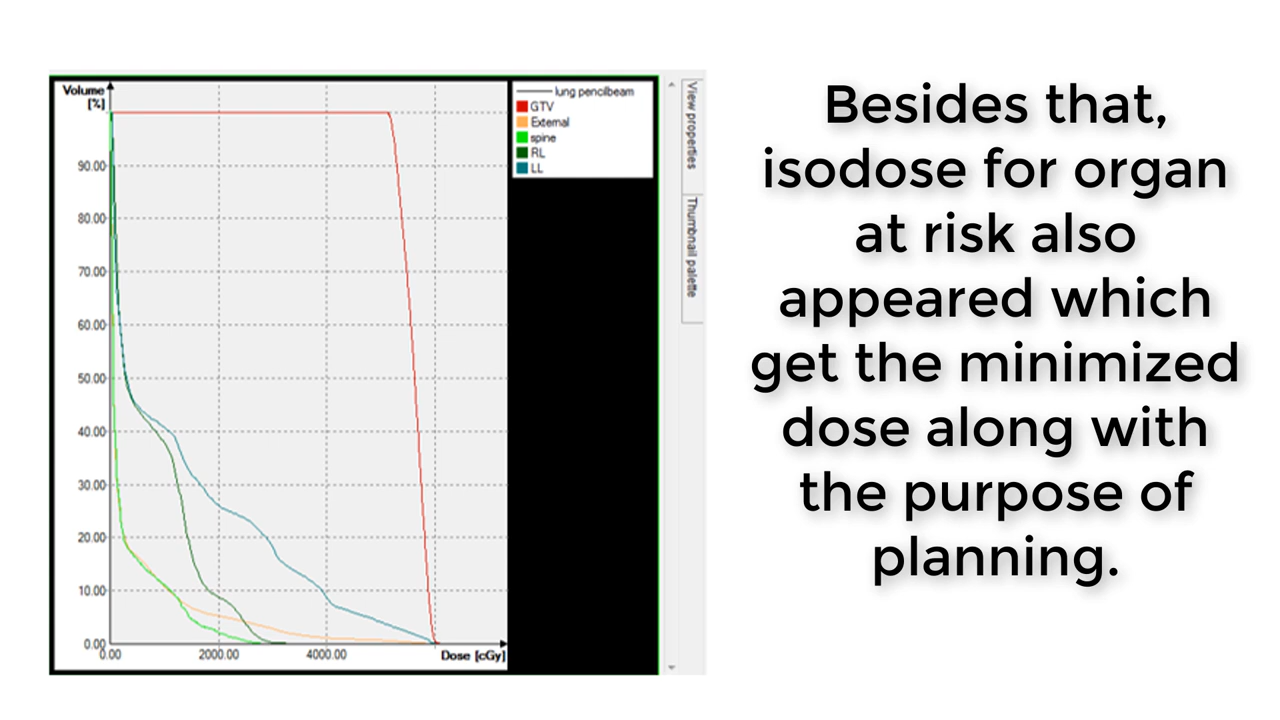 Volume
[%]
90.00
80.00
70.00
60.00
50.00
40.00
30.00
20.00
10.00
0.00
0.00
2000.00
4000.00
Dose [cGy]
lung pencilbeam
GTV
External
spine
RL
LL
View properties
Thumbnail palette
Besides that,
isodose for organ
at risk also
appeared which
get the minimized
dose along with
the purpose of
planning.